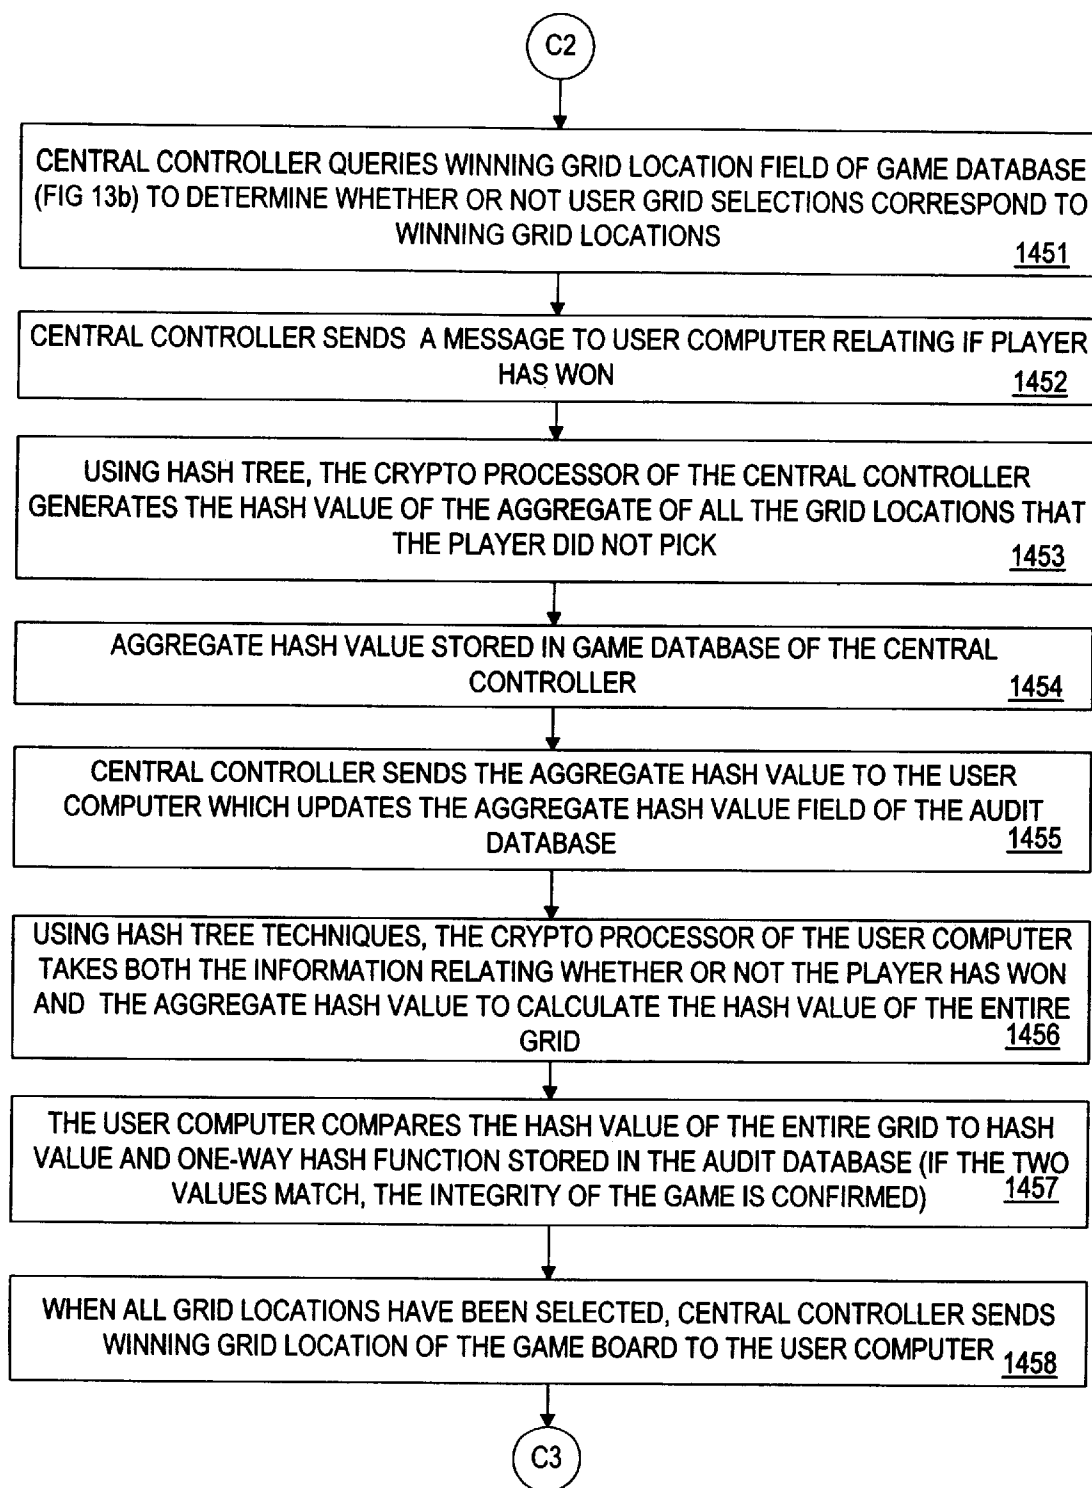 C2
CENTRAL CONTROLLER QUERIES WINNING GRID LOCATION FIELD OF GAME DATABASE
(FIG 13b) TO DETERMINE WHETHER OR NOT USER GRID SELECTIONS CORRESPOND TO
WINNING GRID LOCATIONS
1451
CENTRAL CONTROLLER SENDS A MESSAGE TO USER COMPUTER RELATING IF PLAYER
HAS WON
1452
USING HASH TREE, THE CRYPTO PROCESSOR OF THE CENTRAL CONTROLLER
GENERATES THE HASH VALUE OF THE AGGREGATE OF ALL THE GRID LOCATIONS THAT
THE PLAYER DID NOT PICK
1453
AGGREGATE HASH VALUE STORED IN GAME DATABASE OF THE CENTRAL
CONTROLLER
1454
CENTRAL CONTROLLER SENDS THE AGGREGATE HASH VALUE TO THE USER
COMPUTER WHICH UPDATES THE AGGREGATE HASH VALUE FIELD OF THE AUDIT
DATABASE
1455
USING HASH TREE TECHNIQUES, THE CRYPTO PROCESSOR OF THE USER COMPUTER
TAKES BOTH THE INFORMATION RELATING WHETHER OR NOT THE PLAYER HAS WON
AND THE AGGREGATE HASH VALUE TO CALCULATE THE HASH VALUE OF THE ENTIRE
GRID
1456
THE USER COMPUTER COMPARES THE HASH VALUE OF THE ENTIRE GRID TO HASH
VALUE AND ONE-WAY HASH FUNCTION STORED IN THE AUDIT DATABASE (IF THE TWO
VALUES MATCH, THE INTEGRITY OF THE GAME IS CONFIRMED)
1457
WHEN ALL GRID LOCATIONS HAVE BEEN SELECTED, CENTRAL CONTROLLER SENDS
WINNING GRID LOCATION OF THE GAME BOARD TO THE USER COMPUTER
1458
C3